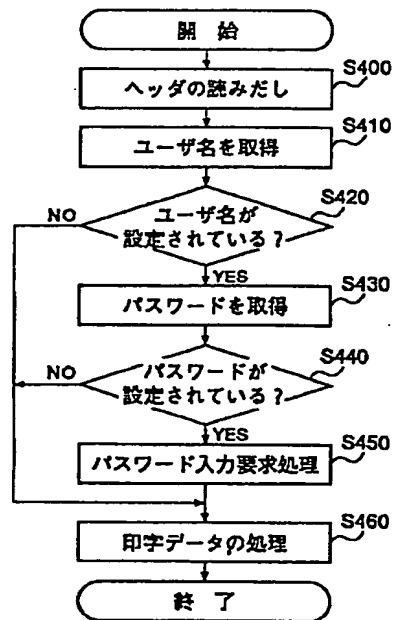 開 始
S400
ヘッダの読みだし
S410
ユーザ名を取得
S420
NO
ユーザ名が
設定されている?
YES
S430
パスワードを取得
S440
NO
パスワードが
設定されている?
YES
S450
パスワード入力要求処理
S460
印字データの処理
終 了